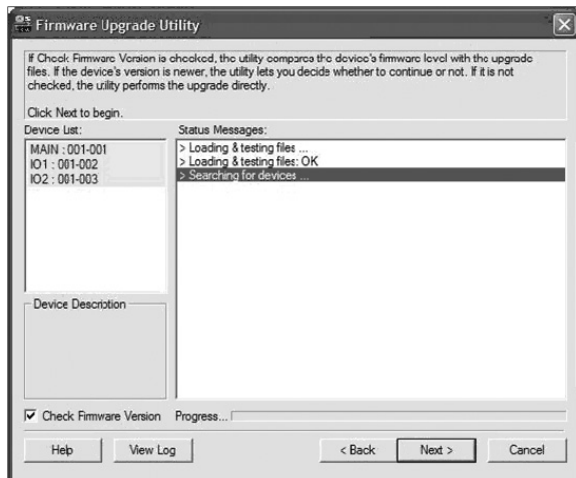 Firmware Upgrade Utility
If Check Firmware Version is checked, the utility compares the device's firmware level with the upgrade
files. If the device's version is newer, the utility lets you decide whether to continue or not. If it is not
checked, the utility performs the upgrade directly.
Click Next to begin.
Device List:
MAIN : 001-001
IO1 : 001-002
IO2 : 001-003
Status Messages:
> Loading & testing files ...
> Loading & testing files: OK
> Searching for devices ...
Device Description
Check Firmware Version
Progress...
Help
View Log
< Back
Next >
Cancel